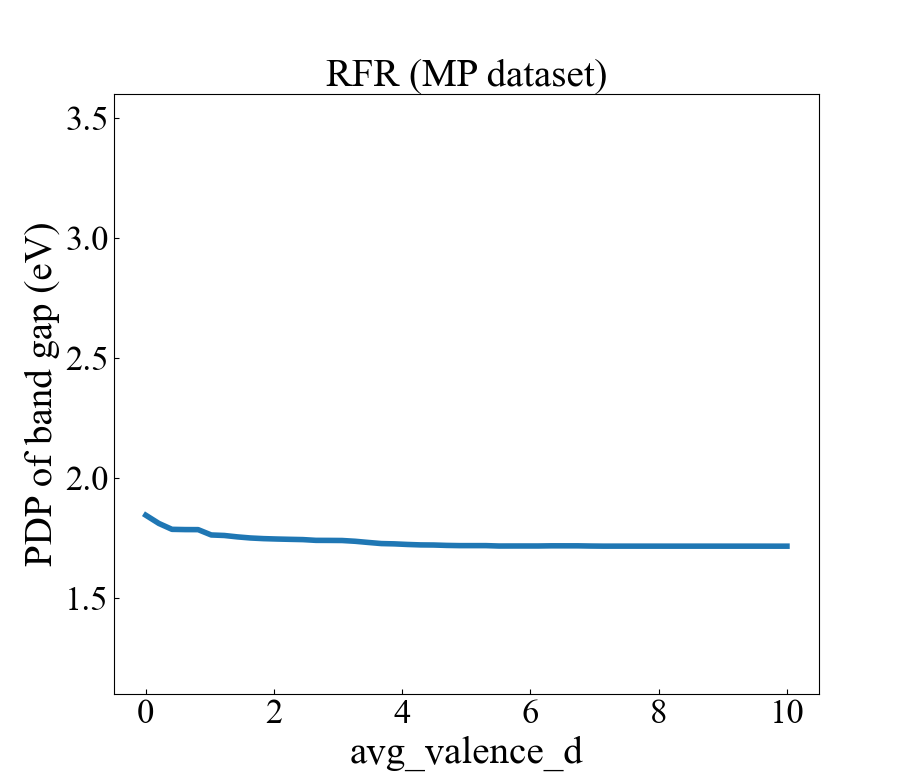 RFR (MP dataset)
PDP of band gap (eV)
3.5
3.0
2.5
2.0
1.5
0 2 4 6 8 10
avg_valence_d